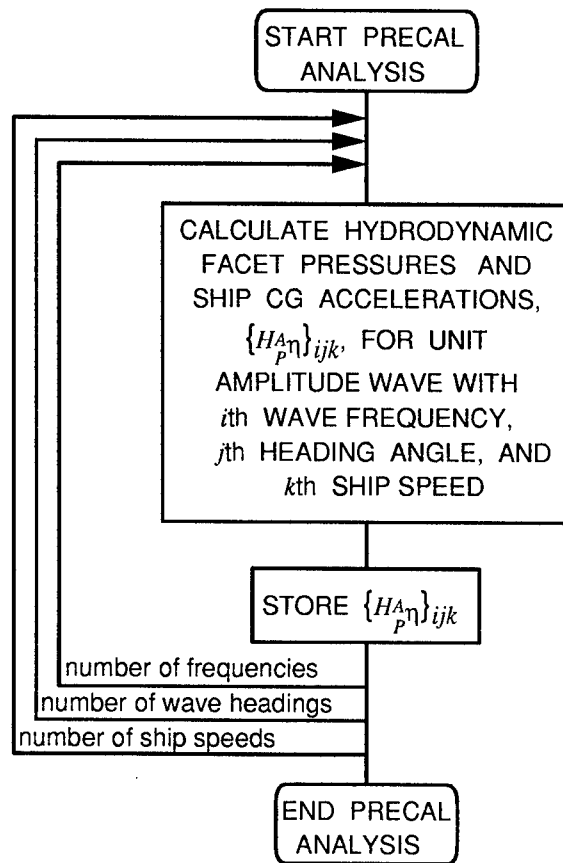 START PRECAL
ANALYSIS
CALCULATE HYDRODYNAMIC
FACET PRESSURES AND
SHIP CG ACCELERATIONS,
{H^A_P η}_ijk, FOR UNIT
AMPLITUDE WAVE WITH
ith WAVE FREQUENCY,
jth HEADING ANGLE, AND
kth SHIP SPEED
STORE {H^A_P η}_ijk
number of frequencies
number of wave headings
number of ship speeds
END PRECAL
ANALYSIS